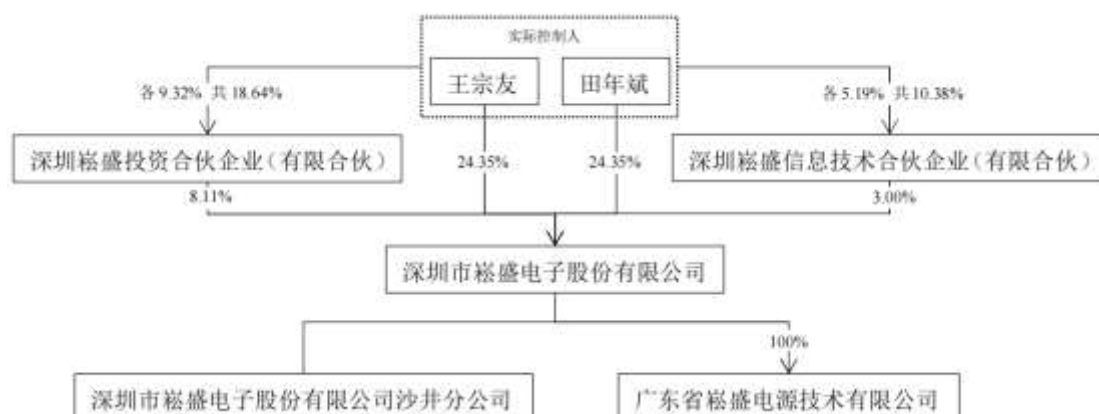 实际控制人
王宗友
田年斌
各9.32% 共18.64%
各5.19% 共10.38%
深圳崧盛投资合伙企业(有限合伙)
24.35%
24.35%
深圳崧盛信息技术合伙企业(有限合伙)
8.11%
3.00%
深圳市崧盛电子股份有限公司
100%
深圳市崧盛电子股份有限公司沙井分公司
广东省崧盛电源技术有限公司